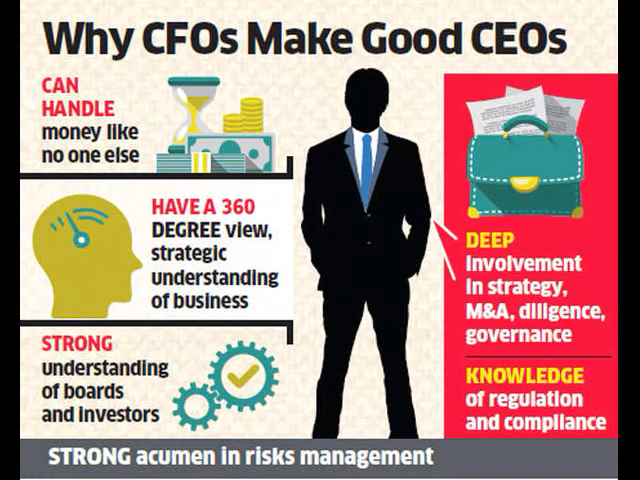 Why CFOs Make Good CEOs
CAN
HANDLE
money like
no one else
HAVE A 360
DEGREE view,
strategic
understanding
of business
STRONG
understanding
of boards
and investors
DEEP
Involvement
in strategy,
M&A, diligence,
governance
KNOWLEDGE
of regulation
and compliance
STRONG acumen in risks management